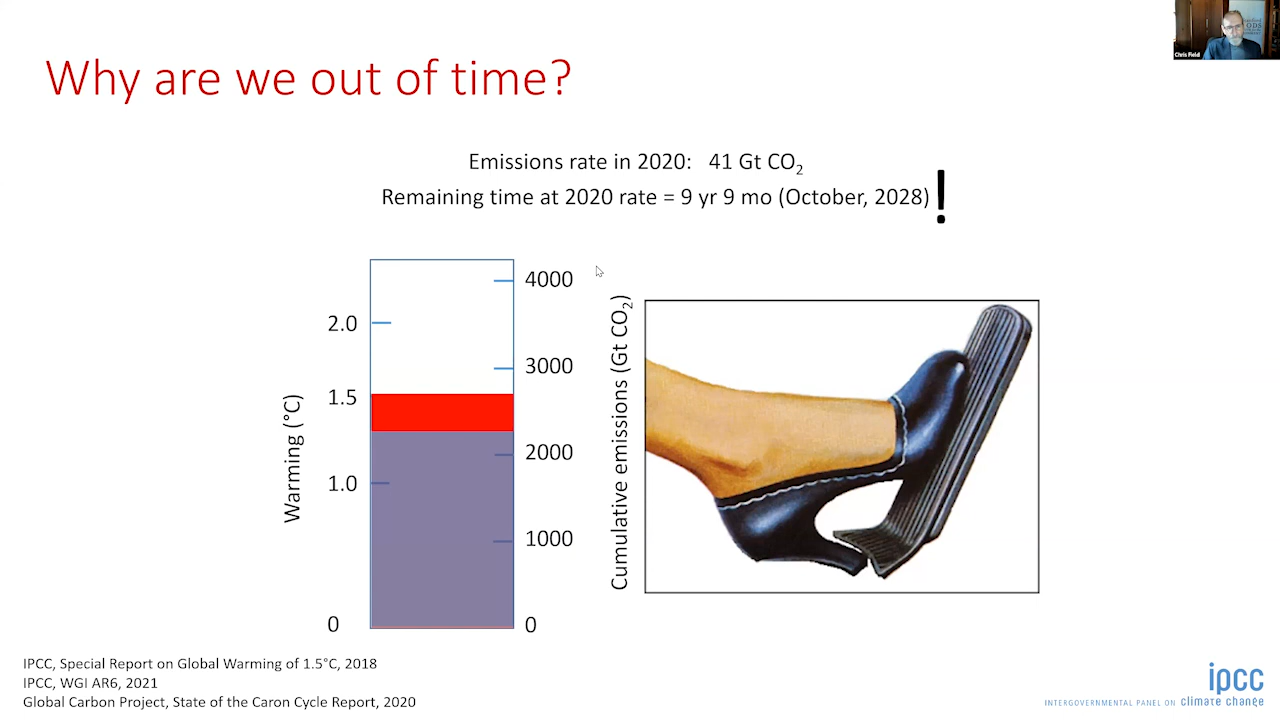 Why are we out of time?
Chris Field
Emissions rate in 2020: 41 Gt CO2
Remaining time at 2020 rate = 9 yr 9 mo (October, 2028)!
Warming (°C)
2.0
1.5
1.0
0
4000
3000
2000
1000
0
Cumulative emissions (Gt CO2)
IPCC, Special Report on Global Warming of 1.5°C, 2018
IPCC, WGI AR6, 2021
Global Carbon Project, State of the Caron Cycle Report, 2020
ipcc
INTERGOVERNMENTAL PANEL ON climate change